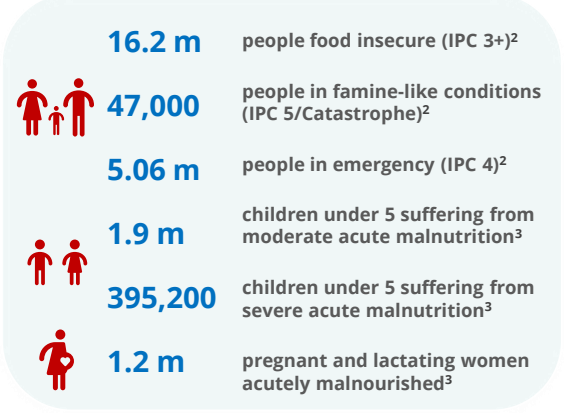 16.2 m people food insecure (IPC 3+)²
47,000 people in famine-like conditions
(IPC 5/Catastrophe)²
5.06 m people in emergency (IPC 4)²
1.9 m children under 5 suffering from
moderate acute malnutrition³
395,200 children under 5 suffering from
severe acute malnutrition³
1.2 m pregnant and lactating women
acutely malnourished³